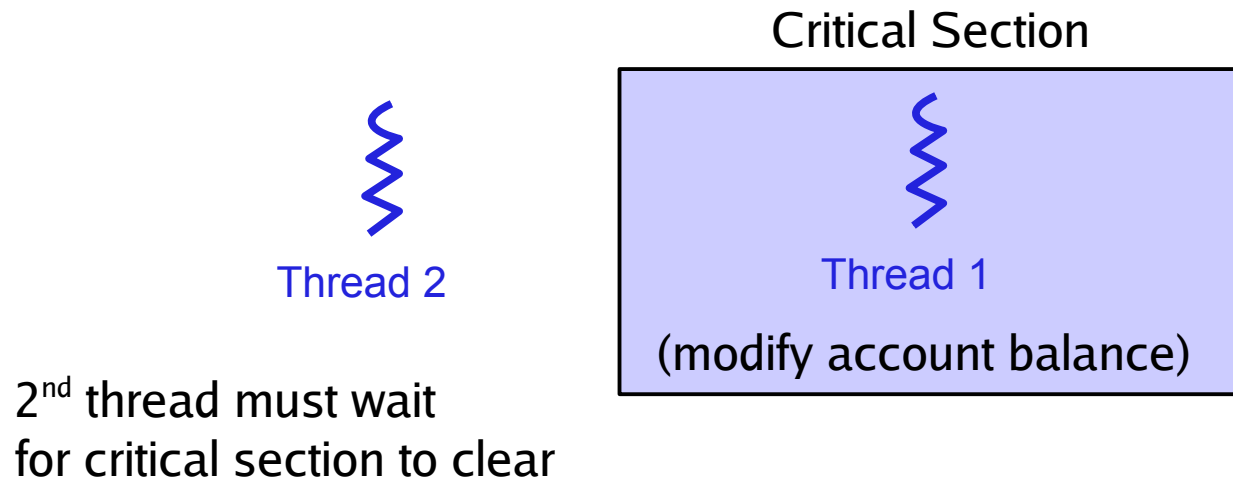 Critical Section
Thread 2
Thread 1
(modify account balance)
2nd thread must wait
for critical section to clear